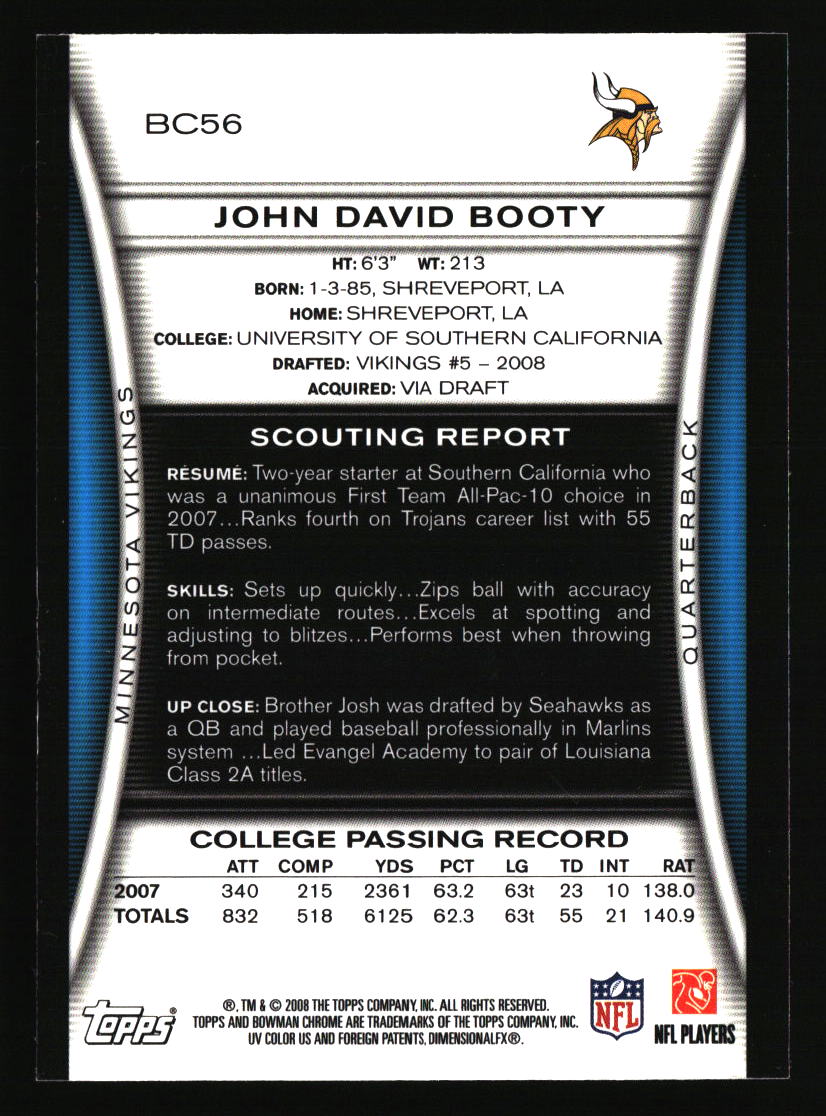 BC56
JOHN DAVID BOOTY
HT: 6'3" WT: 213
BORN: 1-3-85, SHREVEPORT, LA
HOME: SHREVEPORT, LA
COLLEGE: UNIVERSITY OF SOUTHERN CALIFORNIA
DRAFTED: VIKINGS #5 – 2008
ACQUIRED: VIA DRAFT
MINNESOTA VIKINGS
QUARTERBACK
SCOUTING REPORT
RÉSUMÉ: Two-year starter at Southern California who
was a unanimous First Team All-Pac-10 choice in
2007...Ranks fourth on Trojans career list with 55
TD passes.
SKILLS: Sets up quickly...Zips ball with accuracy
on intermediate routes...Excels at spotting and
adjusting to blitzes...Performs best when throwing
from pocket.
UP CLOSE: Brother Josh was drafted by Seahawks as
a QB and played baseball professionally in Marlins
system ...Led Evangel Academy to pair of Louisiana
Class 2A titles.
COLLEGE PASSING RECORD
ATT COMP YDS PCT LG TD INT RAT
2007 340 215 2361 63.2 63t 23 10 138.0
TOTALS 832 518 6125 62.3 63t 55 21 140.9
Topps®
®, TM & © 2008 THE TOPPS COMPANY, INC. ALL RIGHTS RESERVED.
TOPPS AND BOWMAN CHROME ARE TRADEMARKS OF THE TOPPS COMPANY, INC.
UV COLOR US AND FOREIGN PATENTS, DIMENSIONALFX®.
NFL
NFL PLAYERS